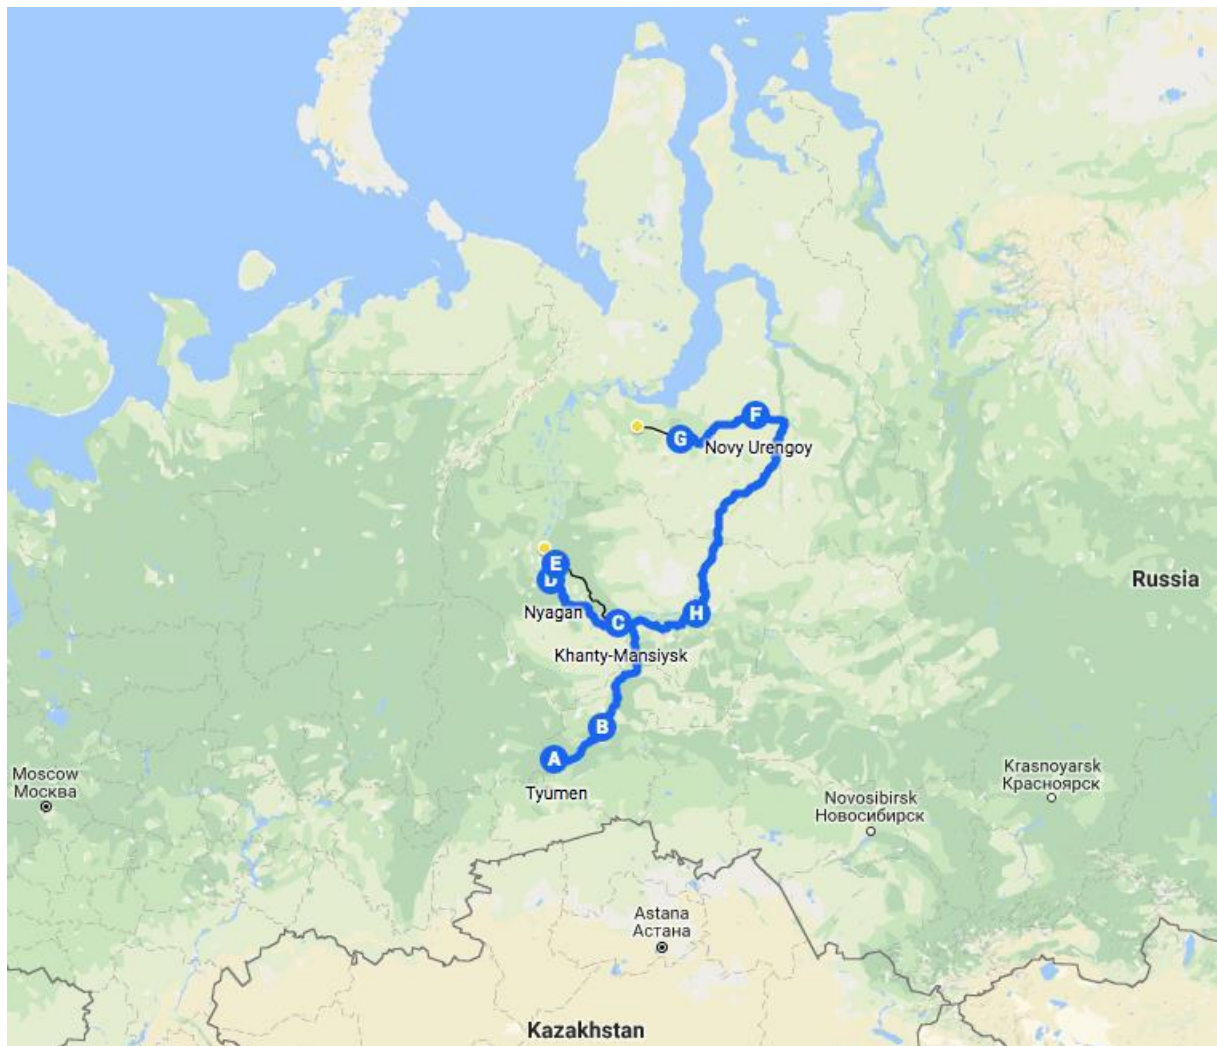 G
F
Novy Urengoy
E
D
Russia
Nyagan
C
H
Khanty-Mansiysk
B
A
Tyumen
Moscow
Москва
Krasnoyarsk
Красноярск
Novosibirsk
Новосибирск
Astana
Астана
Kazakhstan